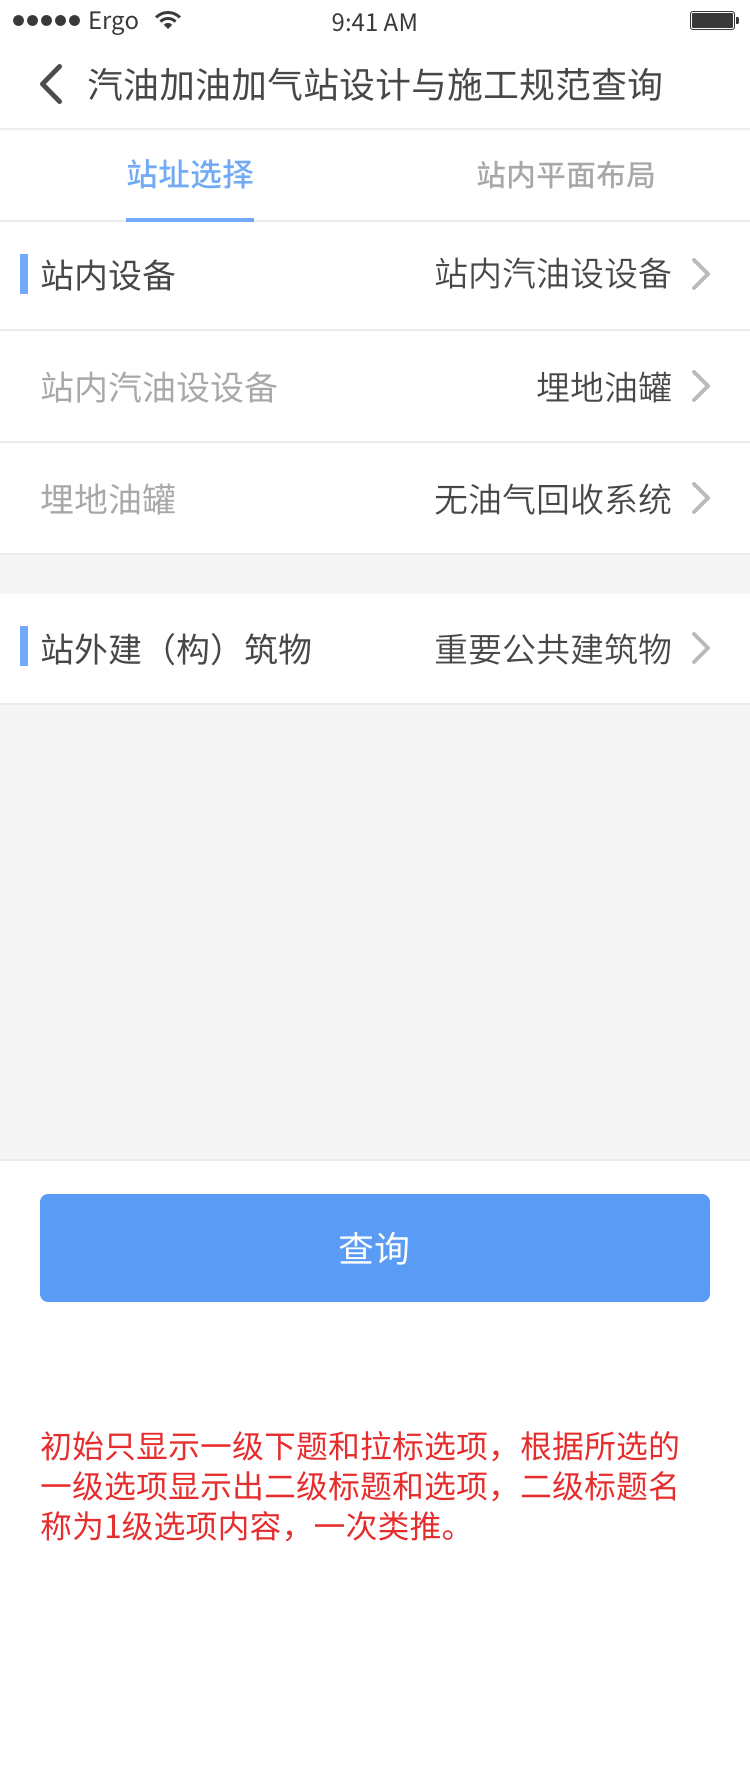 Ergo 9:41 AM
汽油加油加气站设计与施工规范查询
站址选择 站内平面布局
站内设备 站内汽油设设备
站内汽油设设备 埋地油罐
埋地油罐 无油气回收系统
站外建（构）筑物 重要公共建筑物
查询
初始只显示一级下题和拉标选项，根据所选的
一级选项显示出二级标题和选项，二级标题名
称为1级选项内容，一次类推。